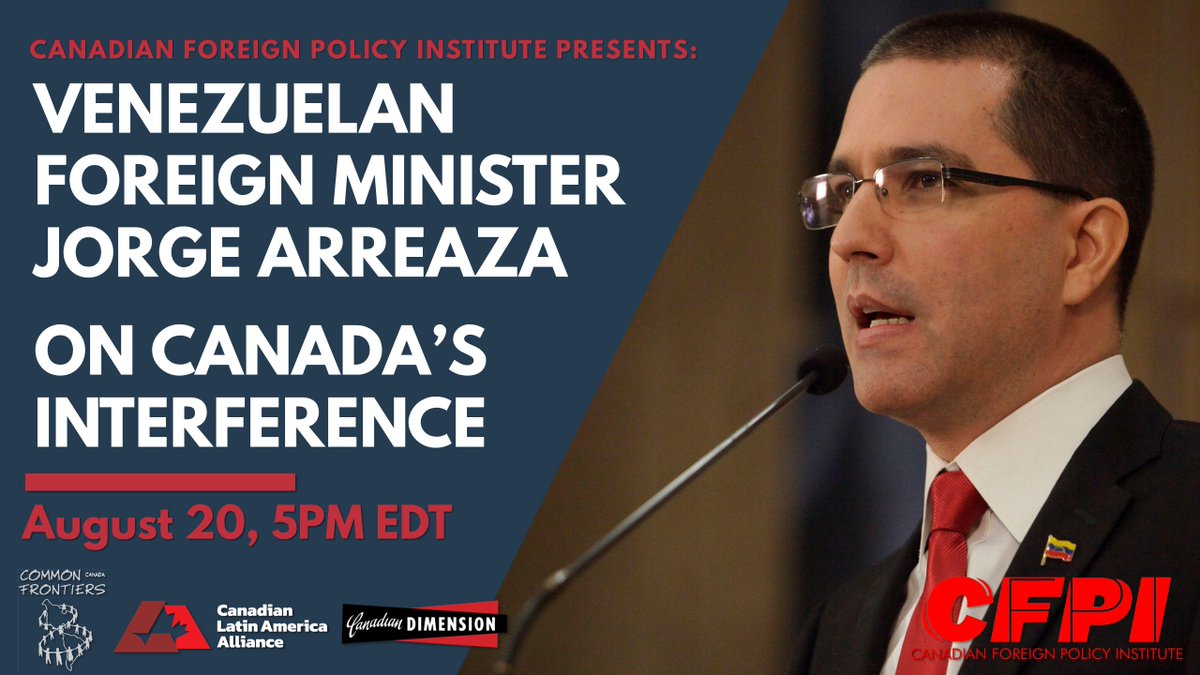 CANADIAN FOREIGN POLICY INSTITUTE PRESENTS:
VENEZUELAN
FOREIGN MINISTER
JORGE ARREAZA
ON CANADA’S
INTERFERENCE
August 20, 5PM EDT
COMMON CANADA
FRONTIERS
Canadian
Latin America
Alliance
Canadian DIMENSION
CFPI
CANADIAN FOREIGN POLICY INSTITUTE